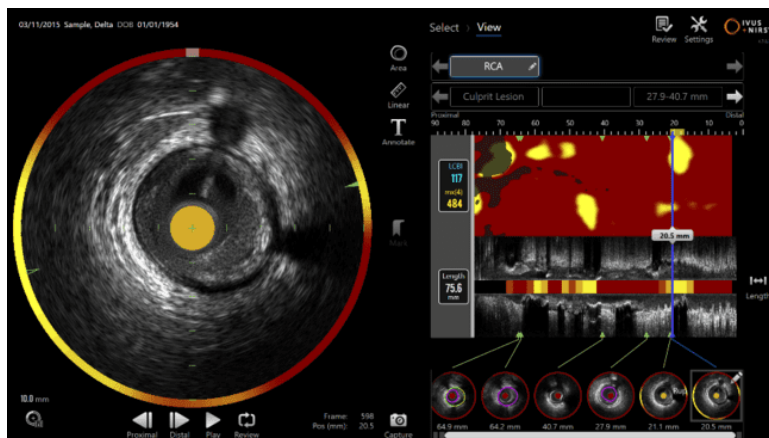 03/11/2015 Sample, Delta DOB 01/01/1954
Select > View
Review
Settings
IVUS
+NIRS
Area
Linear
Annotate
Mark
RCA
Culprit Lesion
27.9-40.7 mm
Proximal
Distal
90 80 70 60 50 40 30 20 10 0
LCBI
117
mx(4)
484
20.5 mm
Length
75.6
mm
Length
10.0 mm
Proximal
Distal
Play
Review
Frame: 598
Pos (mm): 20.5
Capture
64.9 mm
64.2 mm
40.7 mm
27.9 mm
21.1 mm
20.5 mm